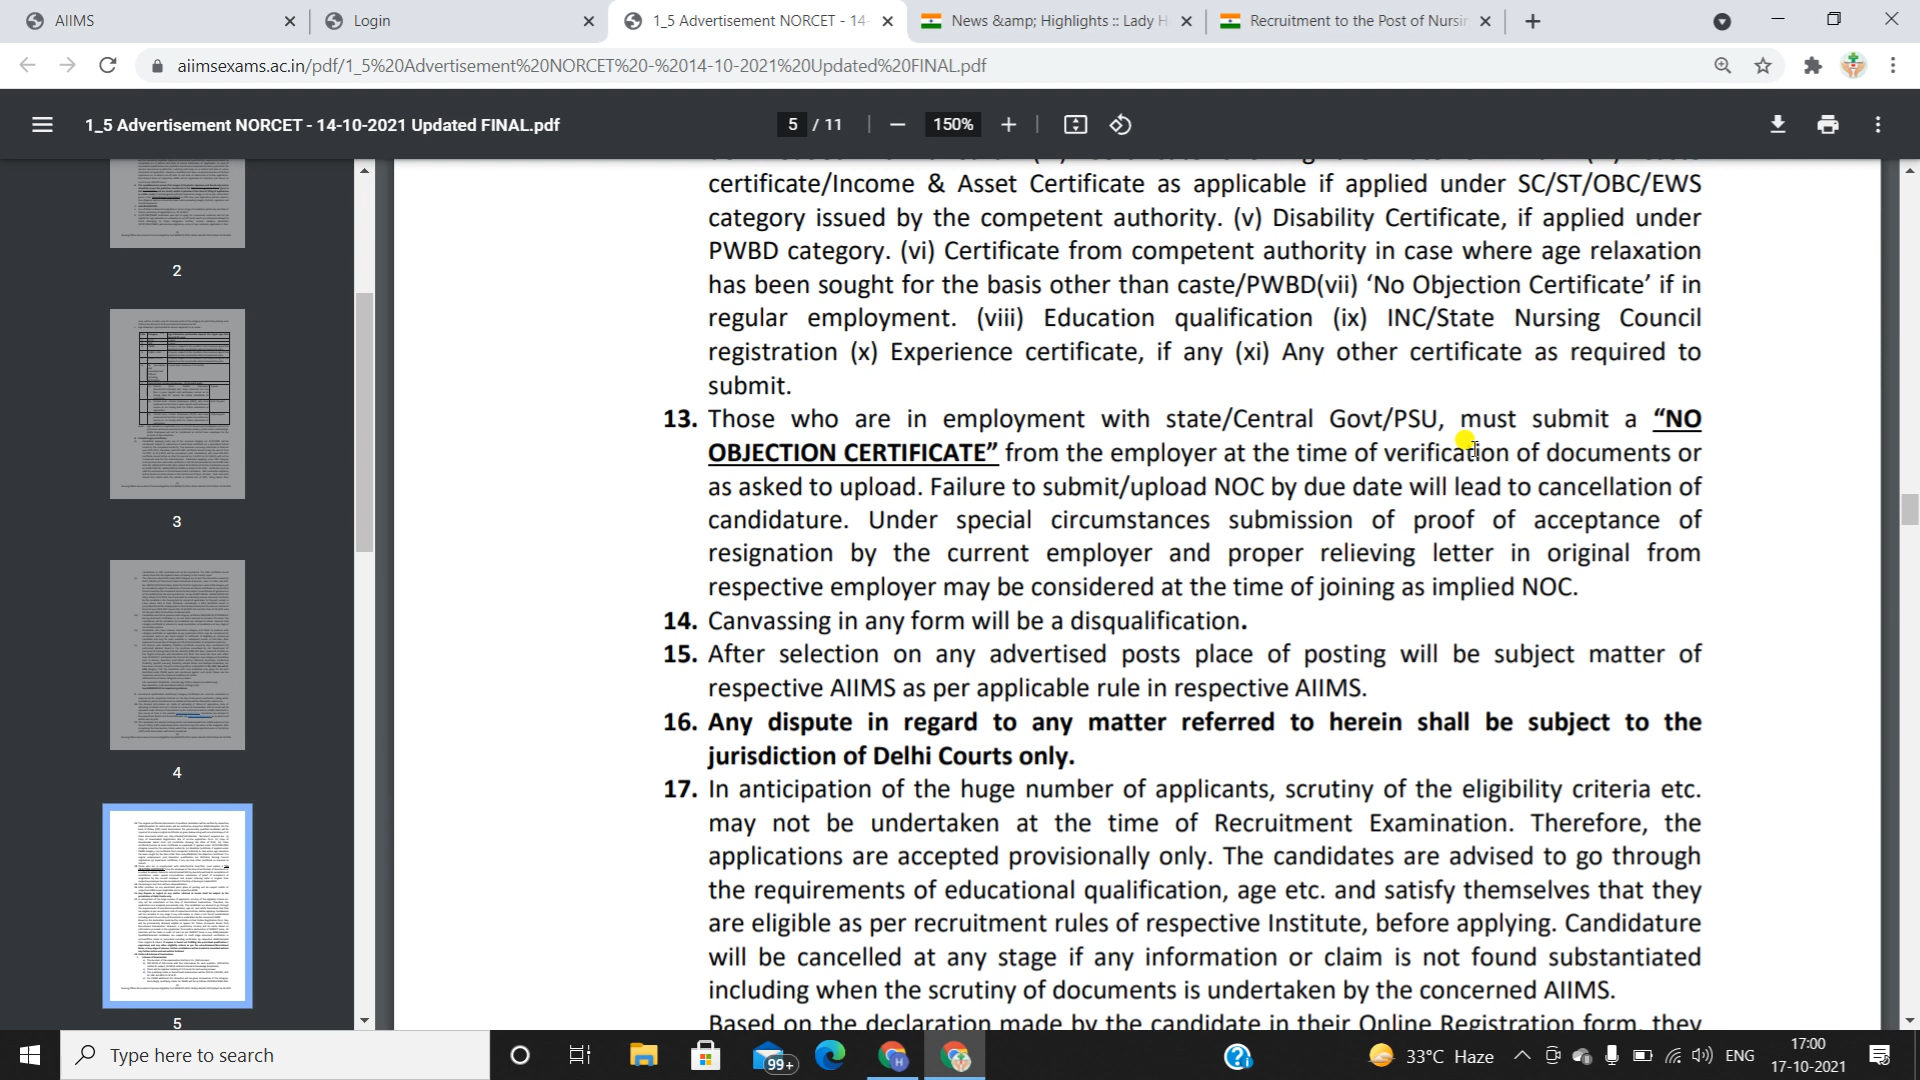 AIIMS
Login
1_5 Advertisement NORCET - 14-
News &amp; Highlights :: Lady H
Recruitment to the Post of Nursin
aiimsexams.ac.in/pdf/1_5%20Advertisement%20NORCET%20-%2014-10-2021%20Updated%20FINAL.pdf
1_5 Advertisement NORCET - 14-10-2021 Updated FINAL.pdf
5 / 11
150%
certificate/Income & Asset Certificate as applicable if applied under SC/ST/OBC/EWS
category issued by the competent authority. (v) Disability Certificate, if applied under
PWBD category. (vi) Certificate from competent authority in case where age relaxation
has been sought for the basis other than caste/PWBD(vii) ‘No Objection Certificate’ if in
regular employment. (viii) Education qualification (ix) INC/State Nursing Council
registration (x) Experience certificate, if any (xi) Any other certificate as required to
submit.
13. Those who are in employment with state/Central Govt/PSU, must submit a “NO
OBJECTION CERTIFICATE” from the employer at the time of verification of documents or
as asked to upload. Failure to submit/upload NOC by due date will lead to cancellation of
candidature. Under special circumstances submission of proof of acceptance of
resignation by the current employer and proper relieving letter in original from
respective employer may be considered at the time of joining as implied NOC.
14. Canvassing in any form will be a disqualification.
15. After selection on any advertised posts place of posting will be subject matter of
respective AIIMS as per applicable rule in respective AIIMS.
16. Any dispute in regard to any matter referred to herein shall be subject to the
jurisdiction of Delhi Courts only.
17. In anticipation of the huge number of applicants, scrutiny of the eligibility criteria etc.
may not be undertaken at the time of Recruitment Examination. Therefore, the
applications are accepted provisionally only. The candidates are advised to go through
the requirements of educational qualification, age etc. and satisfy themselves that they
are eligible as per recruitment rules of respective Institute, before applying. Candidature
will be cancelled at any stage if any information or claim is not found substantiated
including when the scrutiny of documents is undertaken by the concerned AIIMS.
Based on the declaration made by the candidate in their Online Registration form, they
2
3
4
5
Type here to search
99+
H
33°C Haze
ENG
17:00
17-10-2021